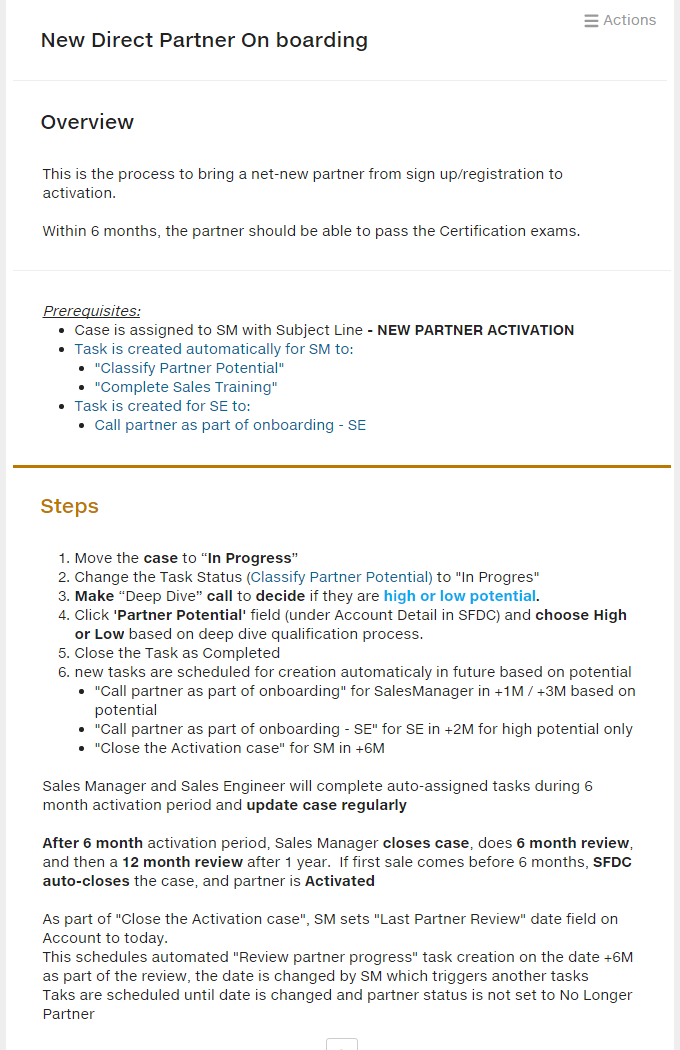 Actions
New Direct Partner On boarding
Overview
This is the process to bring a net-new partner from sign up/registration to
activation.
Within 6 months, the partner should be able to pass the Certification exams.
Prerequisites:
Case is assigned to SM with Subject Line - NEW PARTNER ACTIVATION
Task is created automatically for SM to:
"Classify Partner Potential"
"Complete Sales Training"
Task is created for SE to:
Call partner as part of onboarding - SE
Steps
1. Move the case to “In Progress”
2. Change the Task Status (Classify Partner Potential) to "In Progres"
3. Make “Deep Dive” call to decide if they are high or low potential.
4. Click 'Partner Potential' field (under Account Detail in SFDC) and choose High
or Low based on deep dive qualification process.
5. Close the Task as Completed
6. new tasks are scheduled for creation automaticaly in future based on potential
"Call partner as part of onboarding" for SalesManager in +1M / +3M based on
potential
"Call partner as part of onboarding - SE" for SE in +2M for high potential only
"Close the Activation case" for SM in +6M
Sales Manager and Sales Engineer will complete auto-assigned tasks during 6
month activation period and update case regularly
After 6 month activation period, Sales Manager closes case, does 6 month review,
and then a 12 month review after 1 year.  If first sale comes before 6 months, SFDC
auto-closes the case, and partner is Activated
As part of "Close the Activation case", SM sets "Last Partner Review" date field on
Account to today.
This schedules automated "Review partner progress" task creation on the date +6M
as part of the review, the date is changed by SM which triggers another tasks
Taks are scheduled until date is changed and partner status is not set to No Longer
Partner